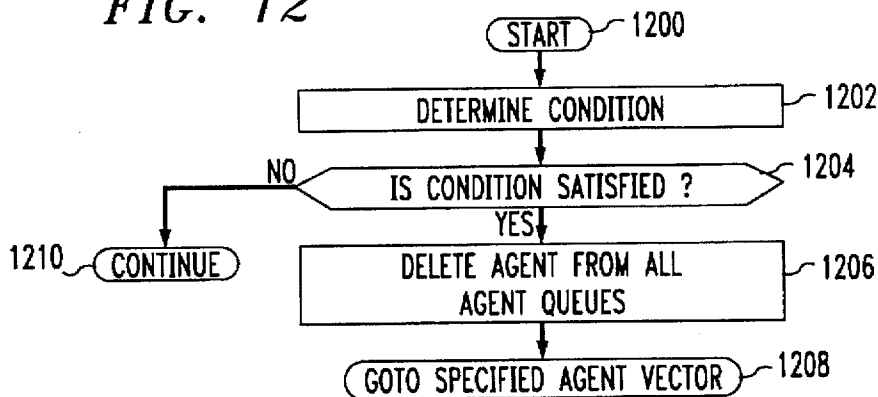 FIG. 12
START 1200
DETERMINE CONDITION 1202
IS CONDITION SATISFIED ? 1204
NO
YES
1210 CONTINUE
DELETE AGENT FROM ALL
AGENT QUEUES
1206
GOTO SPECIFIED AGENT VECTOR 1208